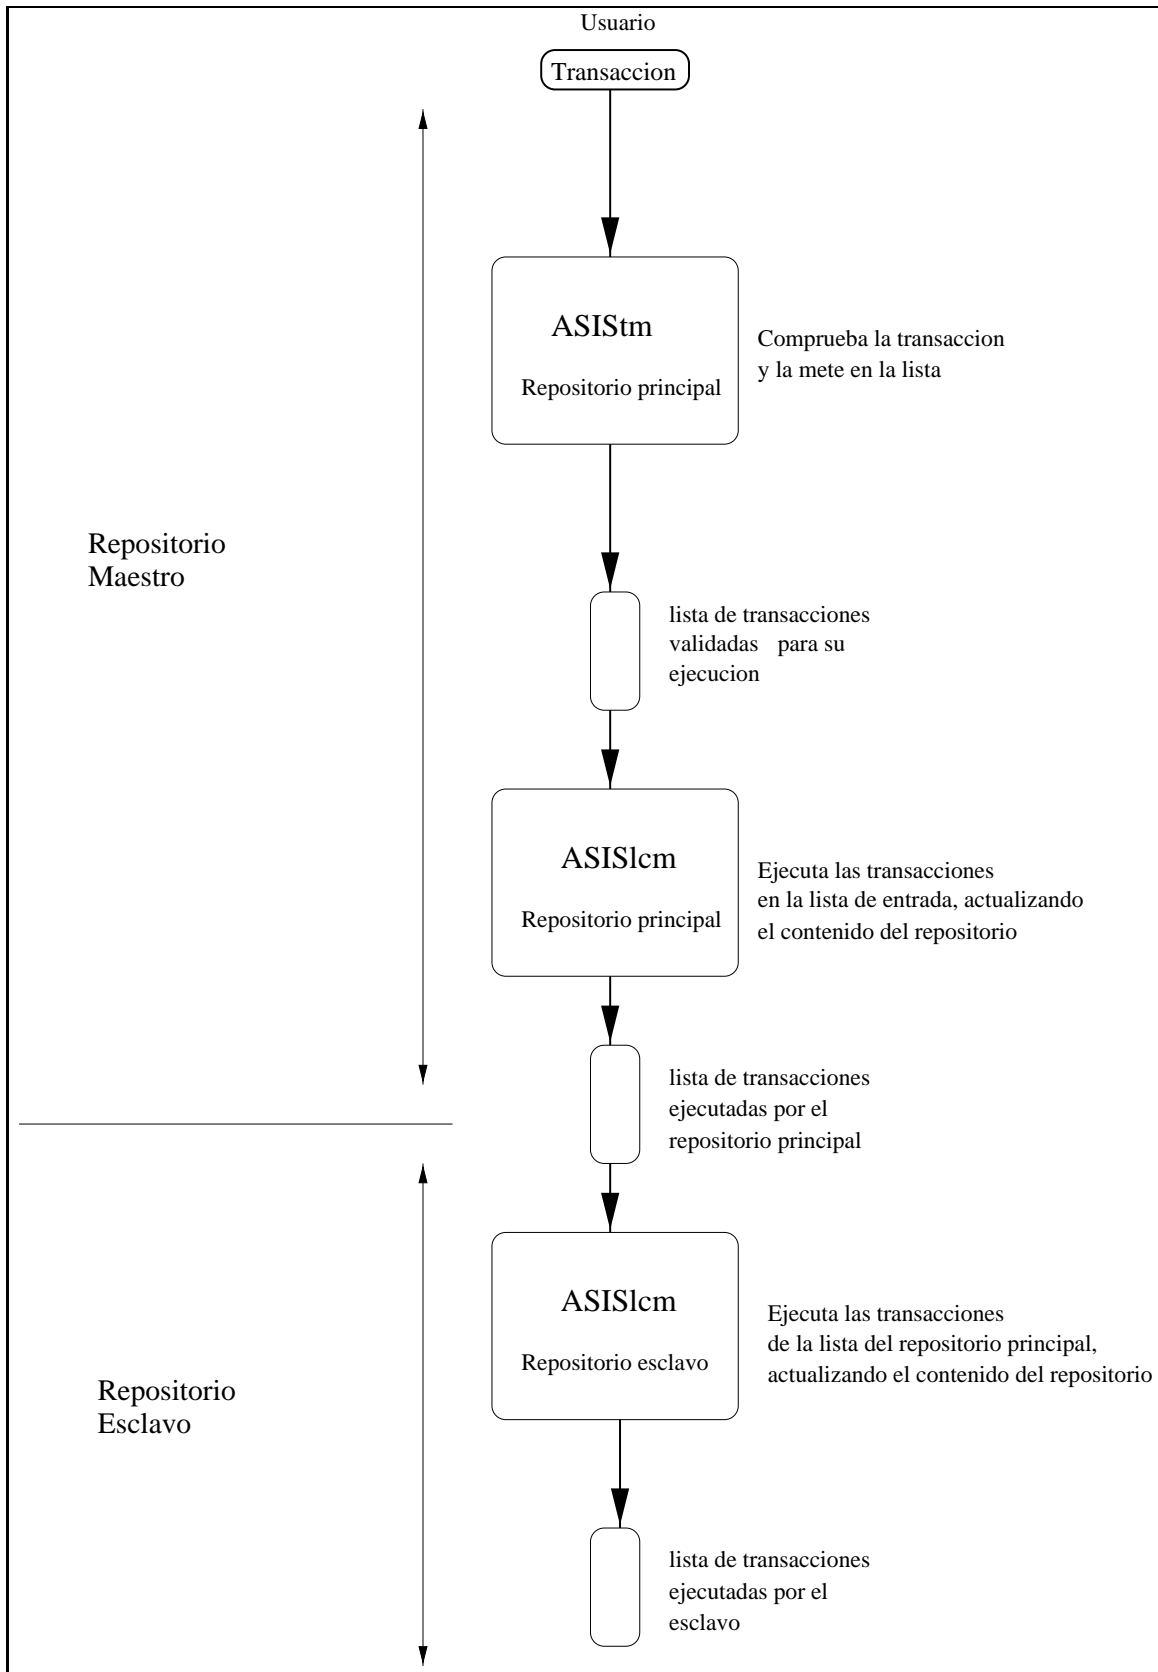 Usuario
Transaccion
ASIStm
Repositorio principal
Comprueba la transaccion
y la mete en la lista
Repositorio
Maestro
lista de transacciones
validadas para su
ejecucion
ASISlcm
Repositorio principal
Ejecuta las transacciones
en la lista de entrada, actualizando
el contenido del repositorio
lista de transacciones
ejecutadas por el
repositorio principal
ASISlcm
Repositorio esclavo
Ejecuta las transacciones
de la lista del repositorio principal,
actualizando el contenido del repositorio
Repositorio
Esclavo
lista de transacciones
ejecutadas por el
esclavo